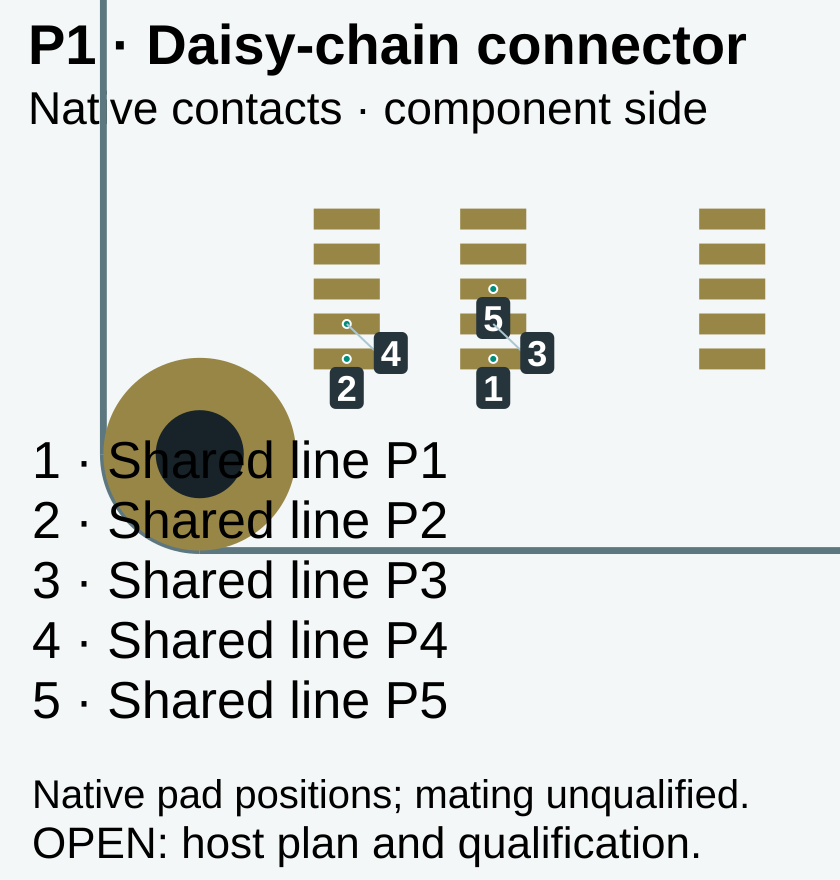 P1 · Daisy-chain connector
Native contacts · component side
5
4
3
2
1
1 · Shared line P1
2 · Shared line P2
3 · Shared line P3
4 · Shared line P4
5 · Shared line P5
Native pad positions; mating unqualified.
OPEN: host plan and qualification.